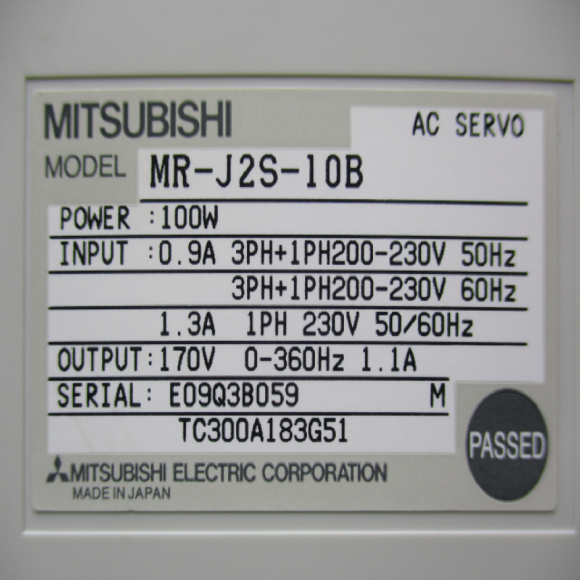 MITSUBISHI
AC SERVO
MODEL MR-J2S-10B
POWER :100W
INPUT :0.9A 3PH+1PH200-230V 50Hz
3PH+1PH200-230V 60Hz
1.3A 1PH 230V 50/60Hz
OUTPUT:170V 0-360Hz 1.1A
SERIAL: E09Q3B059 M
TC300A183G51
PASSED
MITSUBISHI ELECTRIC CORPORATION
MADE IN JAPAN